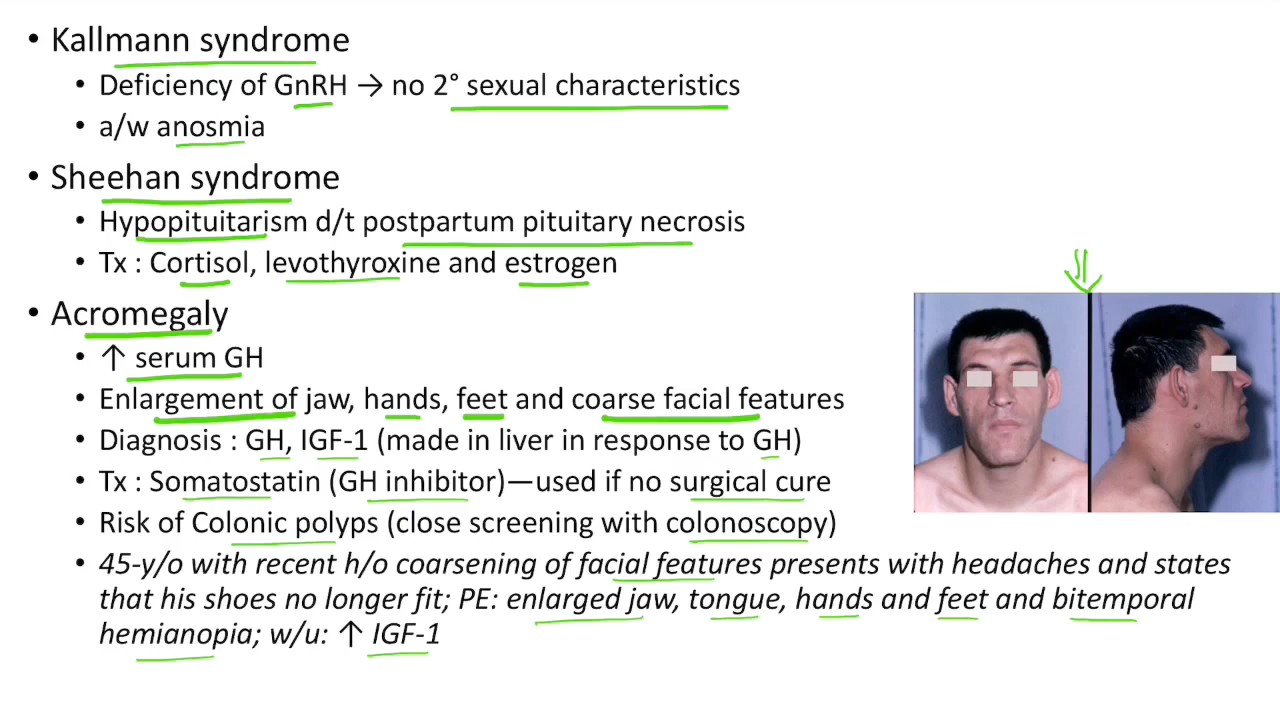 • Kallmann syndrome
• Deficiency of GnRH → no 2° sexual characteristics
• a/w anosmia
• Sheehan syndrome
• Hypopituitarism d/t postpartum pituitary necrosis
• Tx : Cortisol, levothyroxine and estrogen
• Acromegaly
• ↑ serum GH
• Enlargement of jaw, hands, feet and coarse facial features
• Diagnosis : GH, IGF-1 (made in liver in response to GH)
• Tx : Somatostatin (GH inhibitor)—used if no surgical cure
• Risk of Colonic polyps (close screening with colonoscopy)
• 45-y/o with recent h/o coarsening of facial features presents with headaches and states
that his shoes no longer fit; PE: enlarged jaw, tongue, hands and feet and bitemporal
hemianopia; w/u: ↑ IGF-1